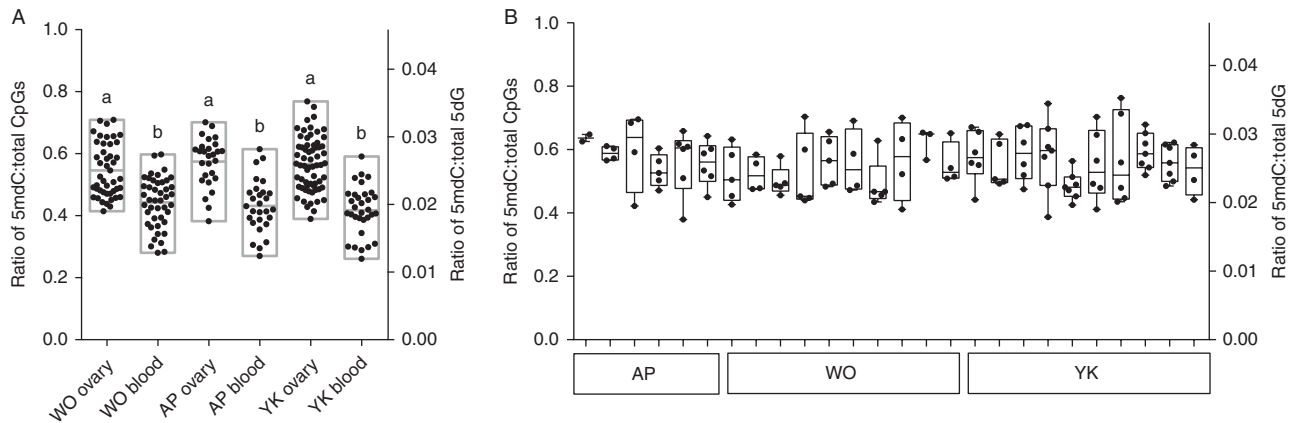 A
Ratio of 5mdC:total CpGs
1.0
0.8
0.6
0.4
0.2
0.0
a
b
a
b
a
b
0.04
0.03
0.02
0.01
0.00
Ratio of 5mdC:total 5dG
WO ovary
WO blood
AP ovary
AP blood
YK ovary
YK blood
B
Ratio of 5mdC:total CpGs
1.0
0.8
0.6
0.4
0.2
0.0
0.04
0.03
0.02
0.01
0.00
Ratio of 5mdC:total 5dG
AP
WO
YK